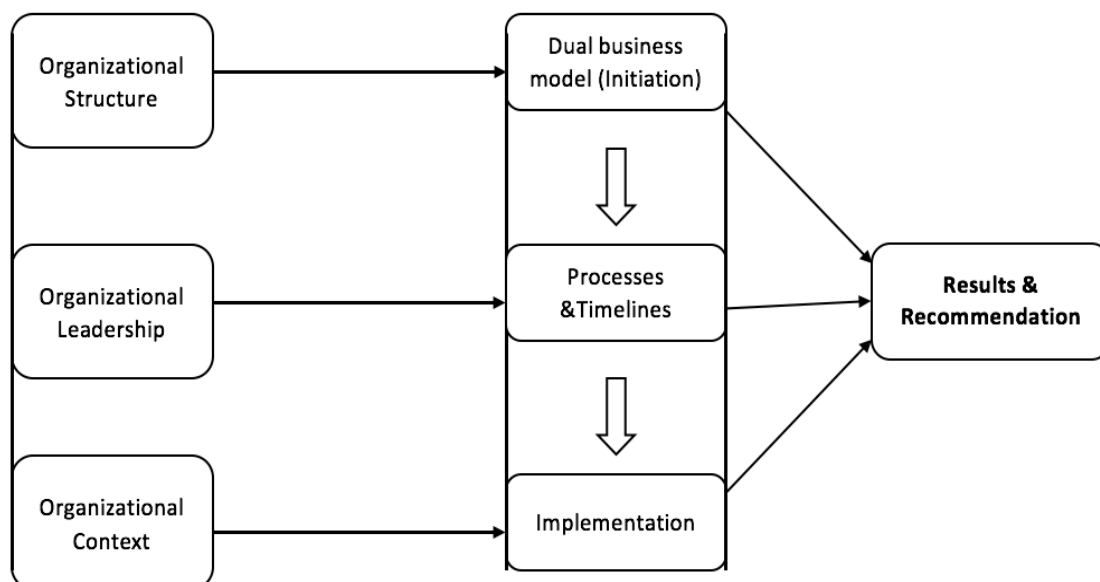 Organizational
Structure
Dual business
model (Initiation)
Organizational
Leadership
Processes
&Timelines
Results &
Recommendation
Organizational
Context
Implementation